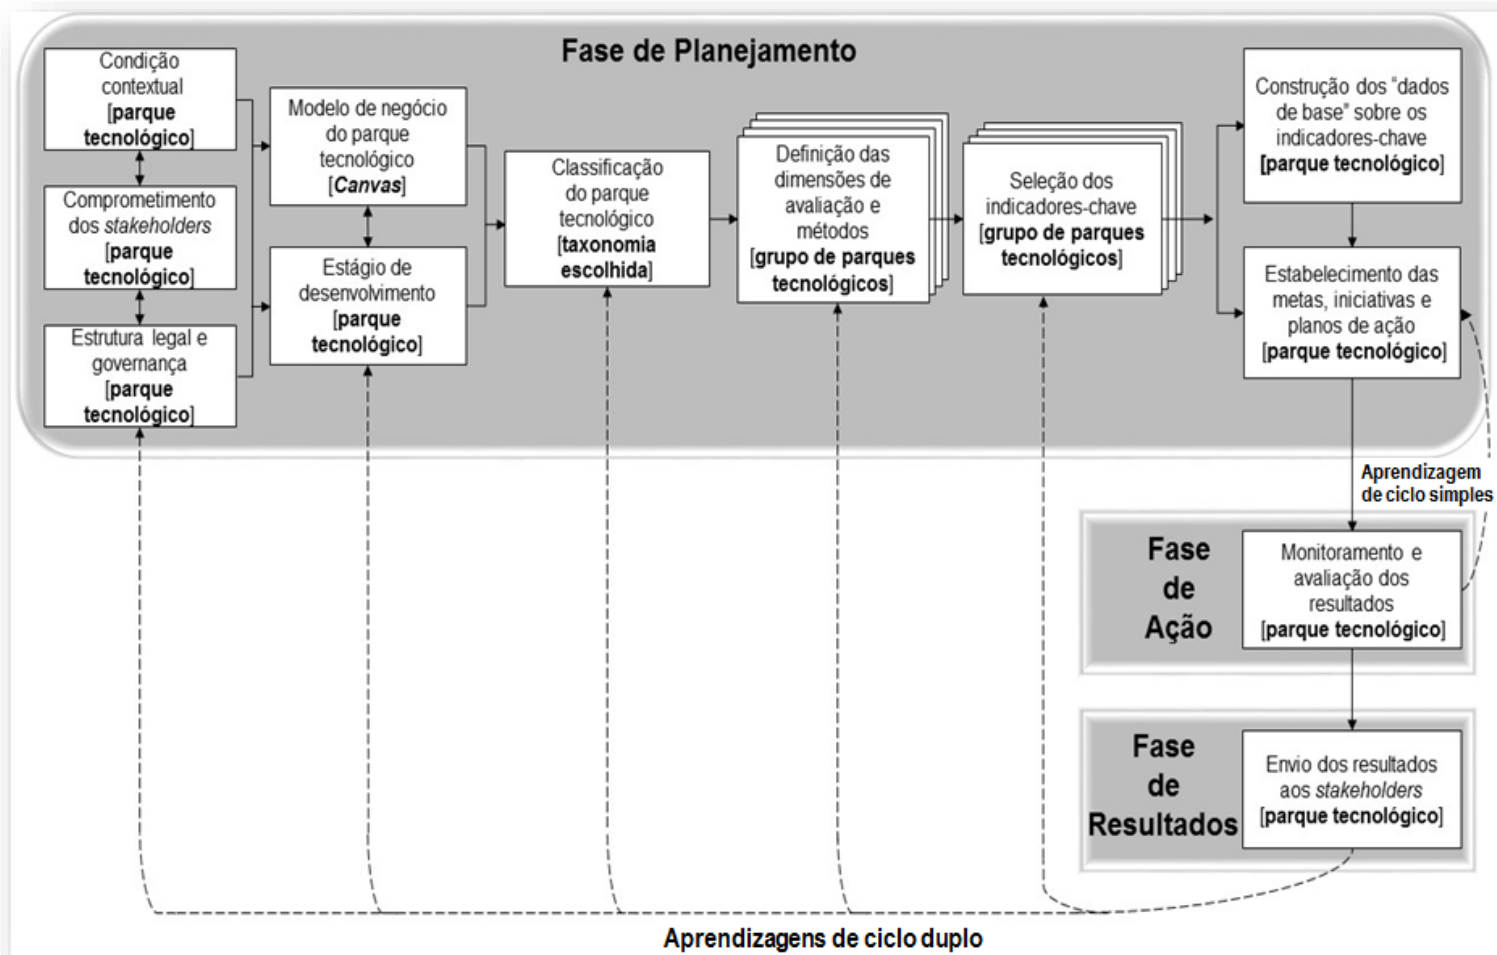 Fase de Planejamento
Condição
contextual
[parque
tecnológico]
Comprometimento
dos stakeholders
[parque
tecnológico]
Estrutura legal e
governança
[parque
tecnológico]
Modelo de negócio
do parque
tecnológico
[Canvas]
Estágio de
desenvolvimento
[parque
tecnológico]
Classificação
do parque
tecnológico
[taxonomia
escolhida]
Definição das
dimensões de
avaliação e
métodos
[grupo de parques
tecnológicos]
Seleção dos
indicadores-chave
[grupo de parques
tecnológicos]
Construção dos “dados
de base” sobre os
indicadores-chave
[parque tecnológico]
Estabelecimento das
metas, iniciativas e
planos de ação
[parque tecnológico]
Aprendizagem
de ciclo simples
Fase
de
Ação
Monitoramento e
avaliação dos
resultados
[parque tecnológico]
Fase
de
Resultados
Envio dos resultados
aos stakeholders
[parque tecnológico]
Aprendizagens de ciclo duplo